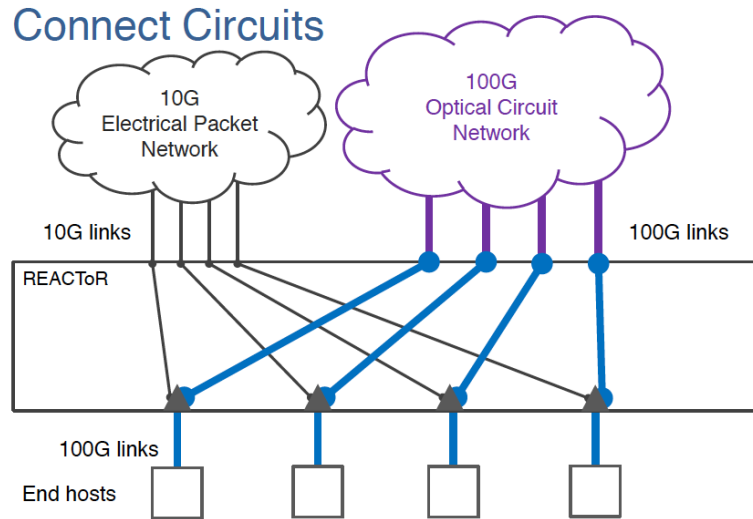 Connect Circuits
10G
Electrical Packet
Network
100G
Optical Circuit
Network
10G links
100G links
REACToR
100G links
End hosts